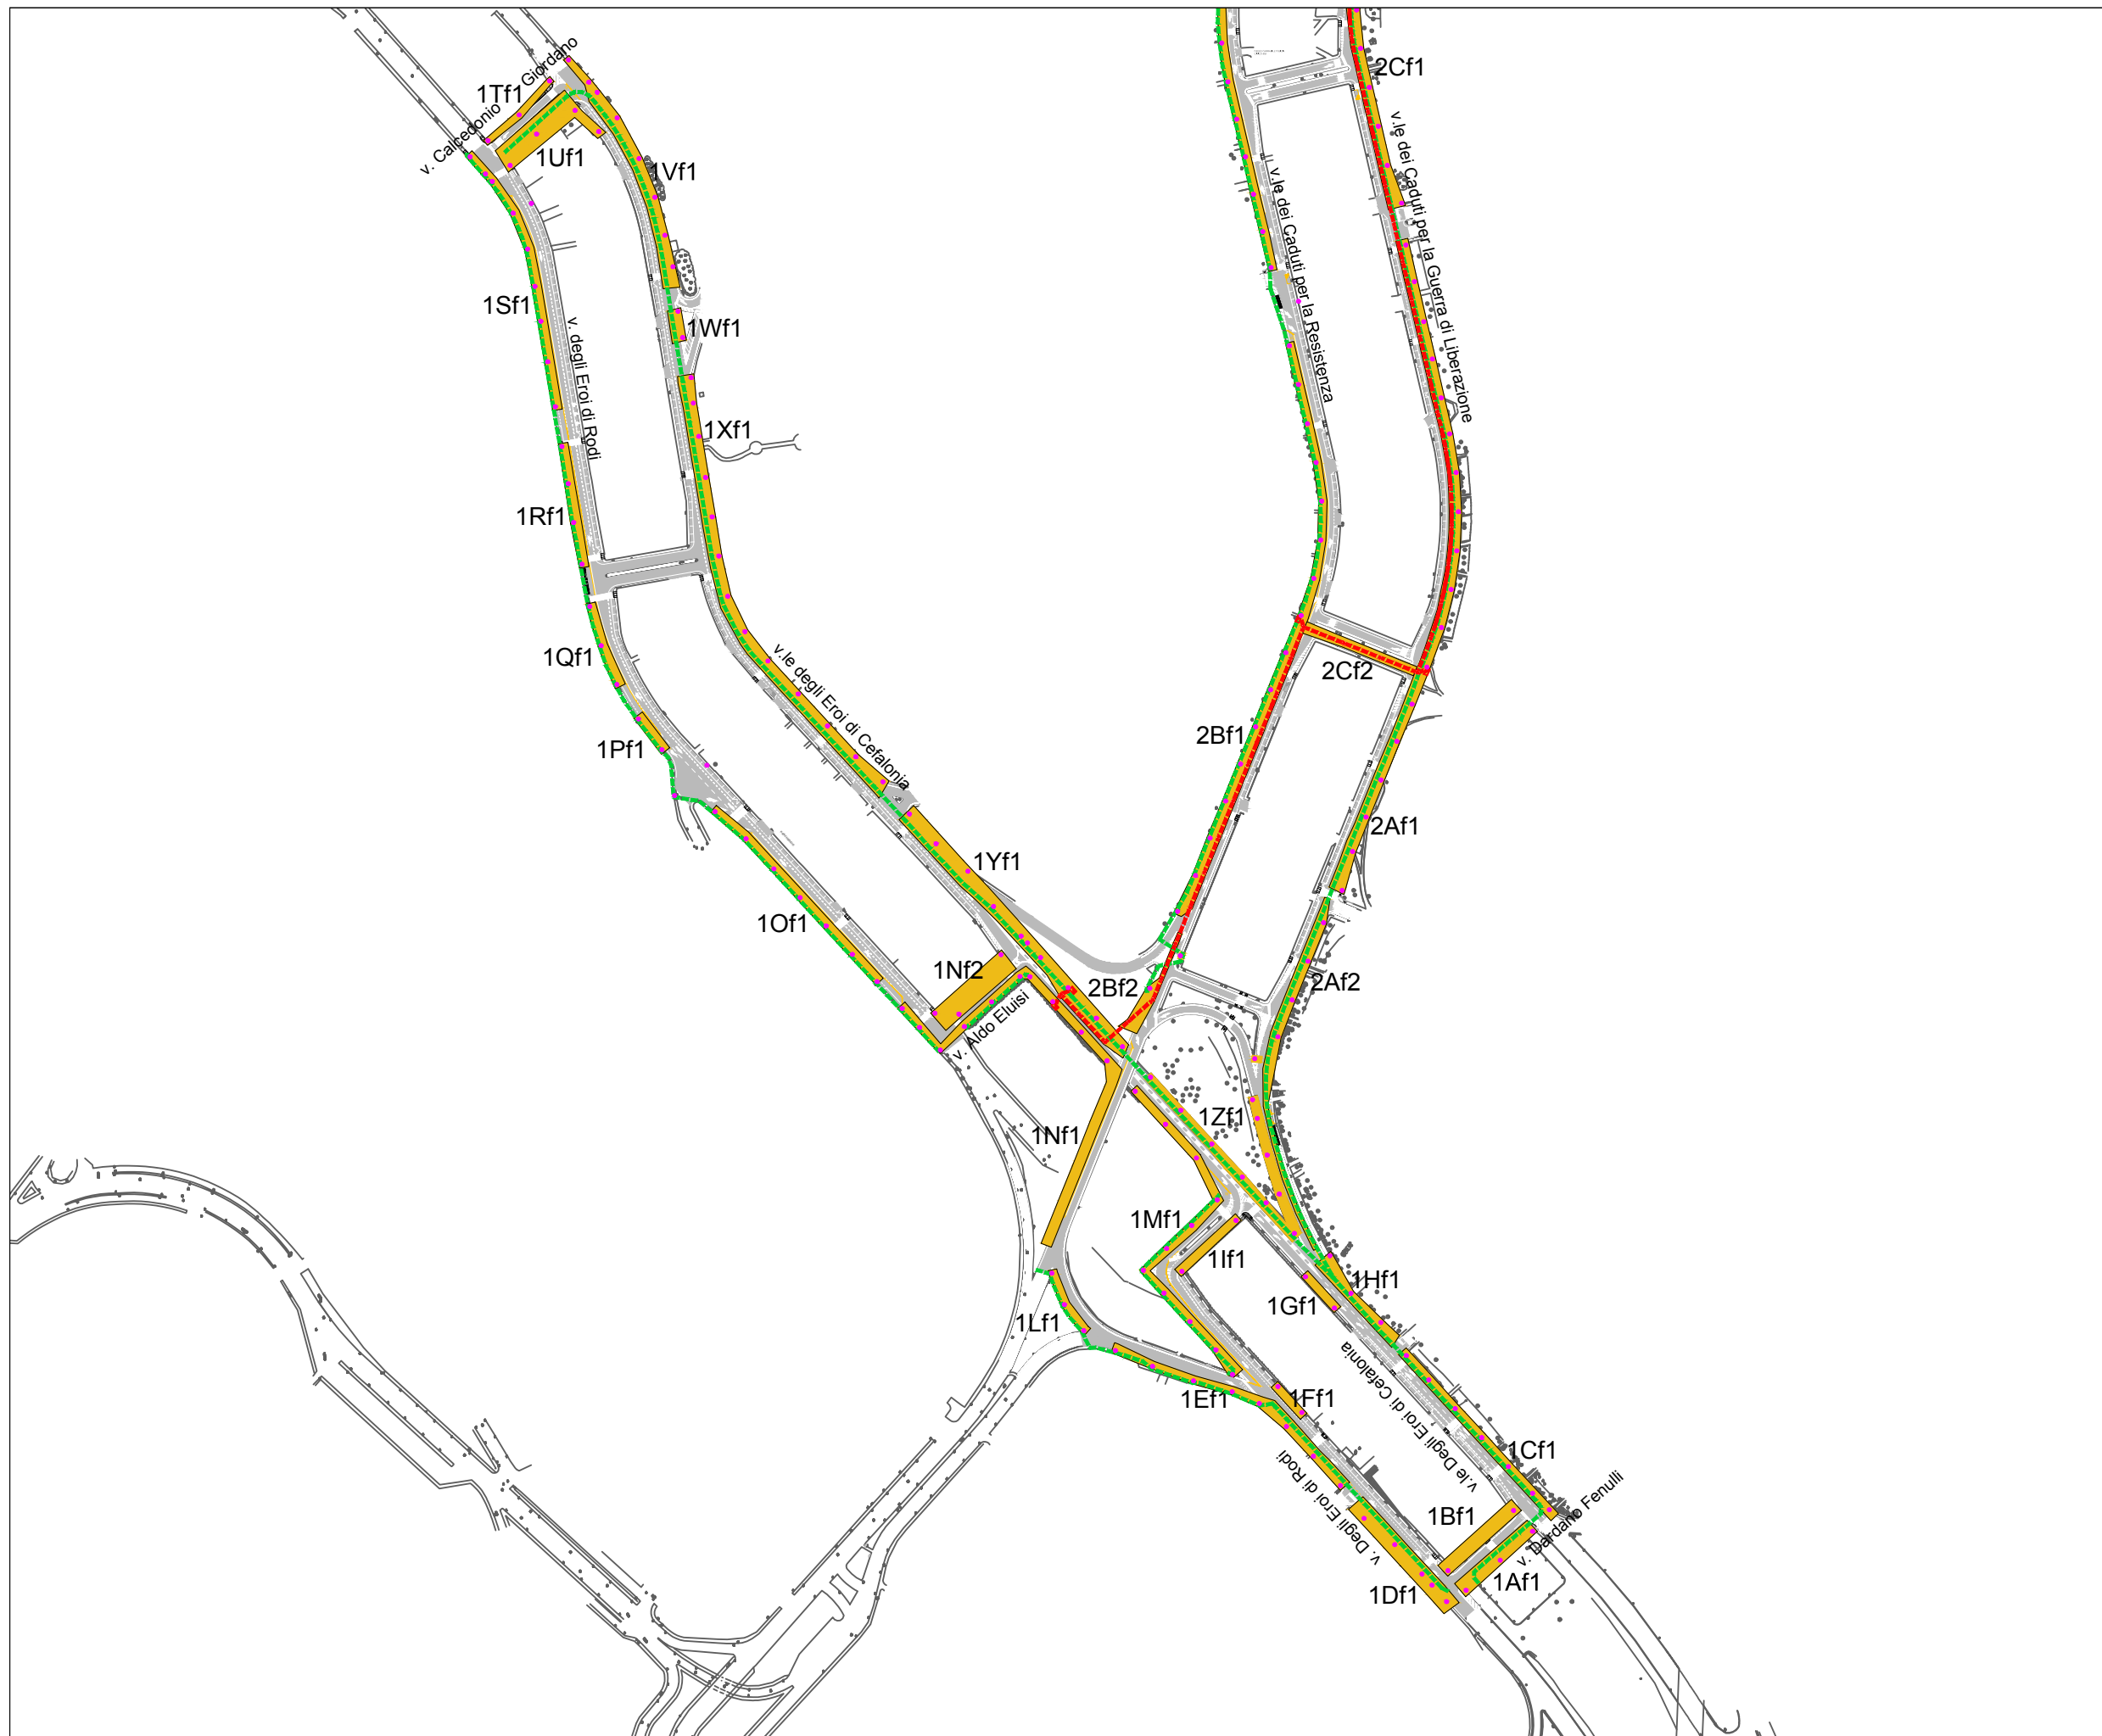 2Cf1
v. Calcedonio Giordano
1Tf1
1Uf1
1Vf1
v.le dei Caduti per la Guerra di Liberazione
v.le dei Caduti per la Resistenza
1Sf1
1Wf1
v. degli Eroi di Rodi
1Xf1
1Rf1
1Qf1
2Cf2
v.le degli Eroi di Cefalonia
1Pf1
2Bf1
2Af1
1Yf1
1Of1
1Nf2
2Bf2
2Af2
v. Aldo Eluisi
1Zf1
1Nf1
1Mf1
1If1
1Hf1
1Gf1
1Lf1
v.le Degli Eroi di Cefalonia
1Ef1
1Ff1
1Cf1
v. Degli Eroi di Rodi
1Bf1
v. Dardano Fenulli
1Af1
1Df1